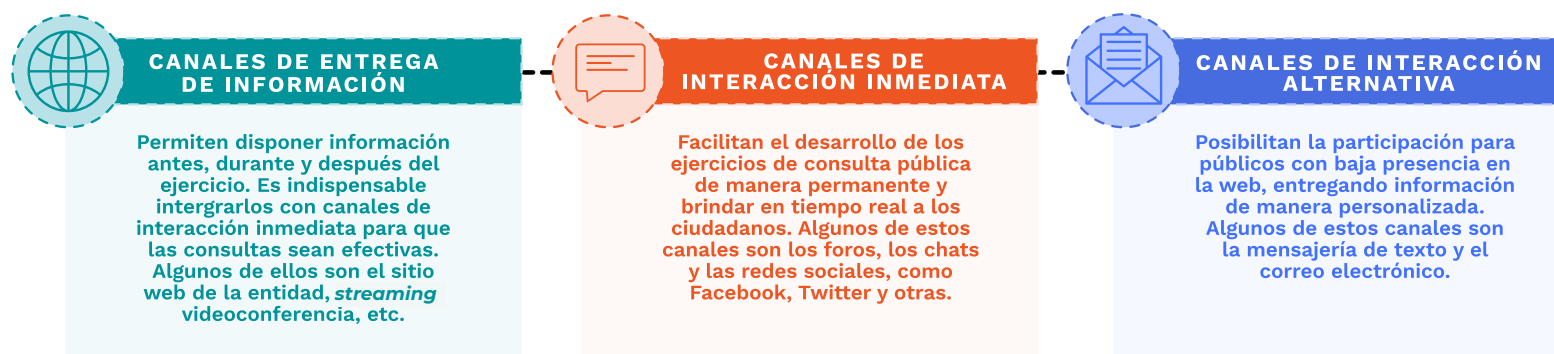 CANALES DE ENTREGA
DE INFORMACIÓN
Permiten disponer información
antes, durante y después del
ejercicio. Es indispensable
intergrarlos con canales de
interacción inmediata para que
las consultas sean efectivas.
Algunos de ellos son el sitio
web de la entidad, streaming
videoconferencia, etc.
CANALES DE
INTERACCIÓN INMEDIATA
Facilitan el desarrollo de los
ejercicios de consulta pública
de manera permanente y
brindar en tiempo real a los
ciudadanos. Algunos de estos
canales son los foros, los chats
y las redes sociales, como
Facebook, Twitter y otras.
CANALES DE INTERACCIÓN
ALTERNATIVA
Posibilitan la participación para
públicos con baja presencia en
la web, entregando información
de manera personalizada.
Algunos de estos canales son
la mensajería de texto y el
correo electrónico.